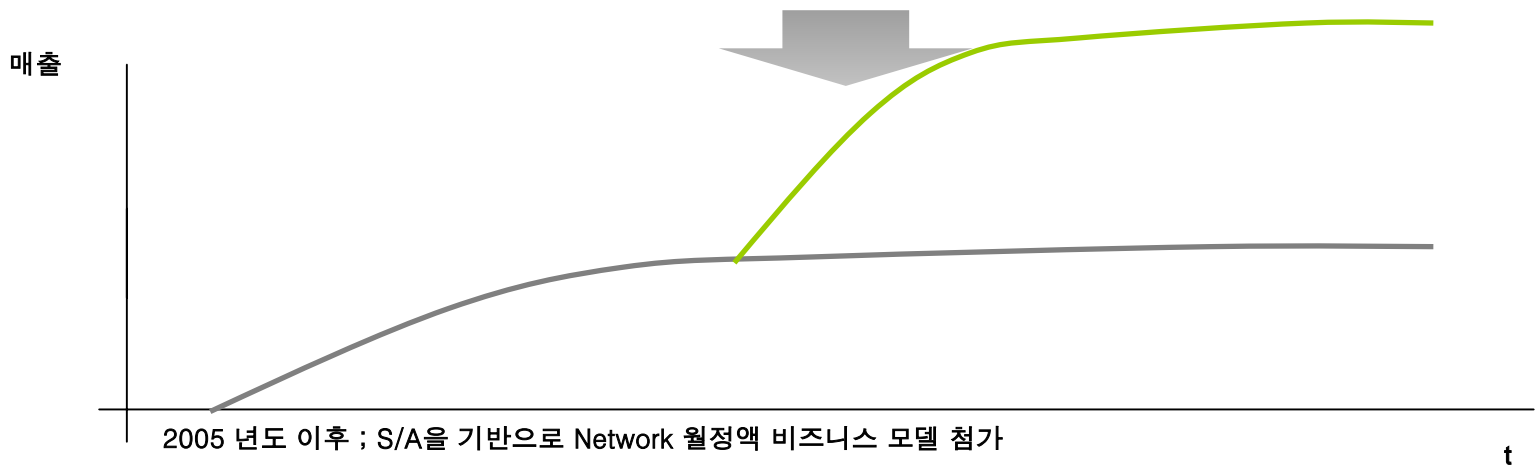 매출
2005 년도 이후 ; S/A을 기반으로 Network 월정액 비즈니스 모델 첨가
t